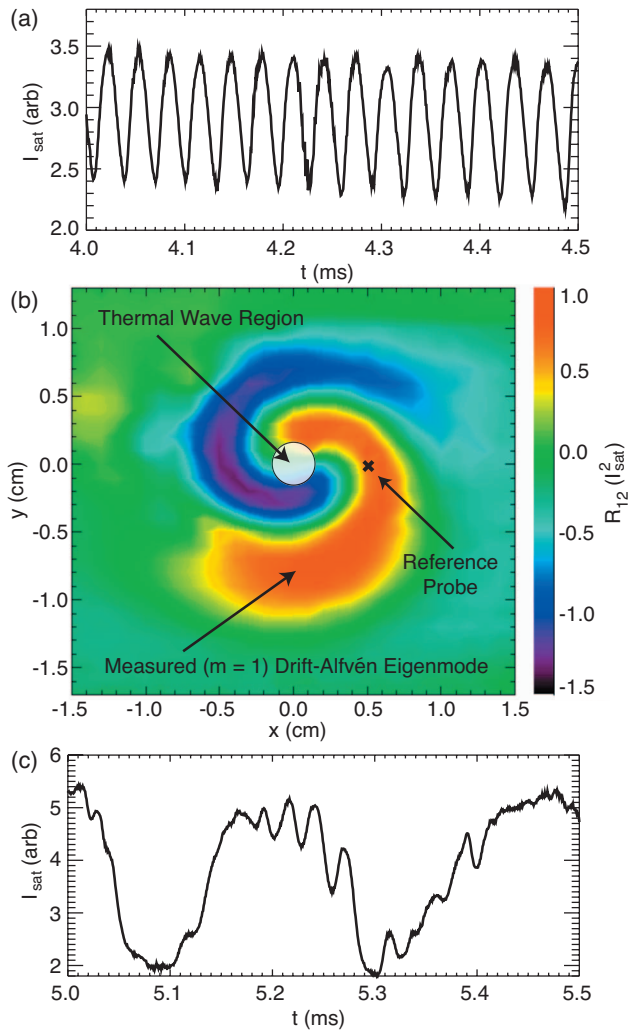 (a)
3.5
3.0
2.5
2.0
I_sat (arb)
4.0 4.1 4.2 4.3 4.4 4.5
t (ms)
(b)
Thermal Wave Region
1.0
0.5
0.0
-0.5
-1.0
-1.5
y (cm)
Reference
Probe
Measured (m = 1) Drift-Alfvén Eigenmode
-1.5 -1.0 -0.5 0.0 0.5 1.0 1.5
x (cm)
1.0
0.5
0.0
-0.5
-1.0
-1.5
R_12 (I^2_sat)
(c)
6
5
4
3
2
I_sat (arb)
5.0 5.1 5.2 5.3 5.4 5.5
t (ms)